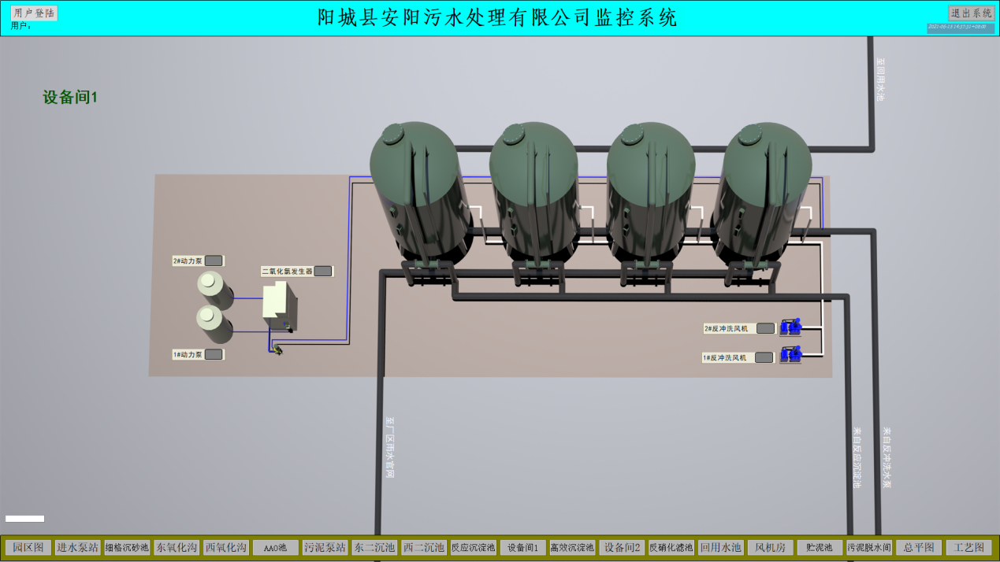 用户登陆
用户:
阳城县安阳污水处理有限公司监控系统
退出系统
设备间1
至回用水池
2#动力泵
二氧化氯发生器
1#动力泵
2#反冲洗风机
1#反冲洗风机
至厂区雨水官网
来自反应沉淀池
来自反冲洗水泵
园区图 进水泵站 细格沉砂池 东氧化沟 西氧化沟 AAO池 污泥泵站 东二沉池 西二沉池 反应沉淀池 设备间1 高效沉淀池 设备间2 反硝化滤池 回用水池 风机房 贮泥池 污泥脱水间 总平图 工艺图